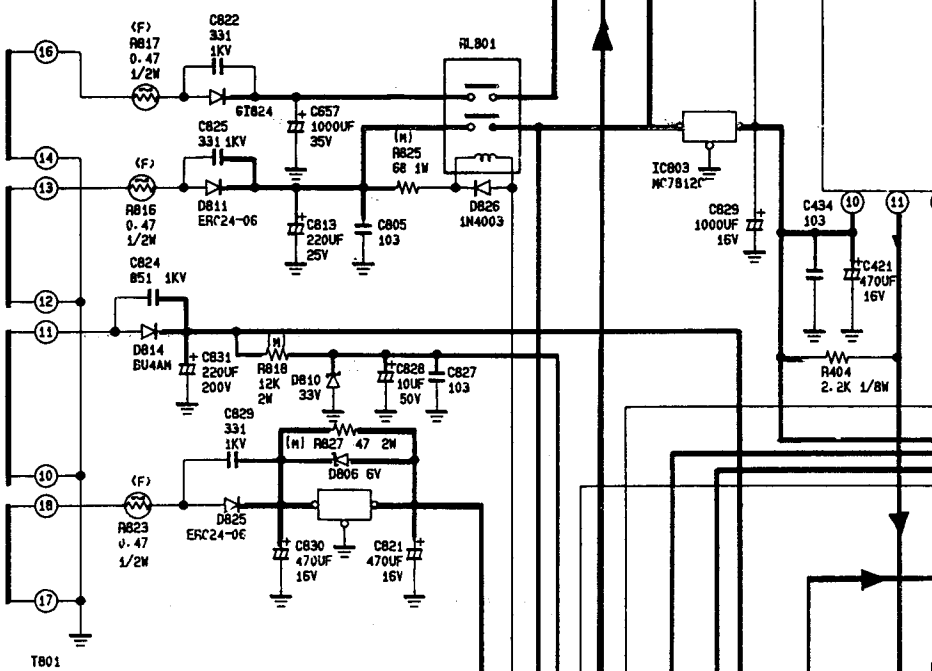 16
(F)
R817
0.47
1/2W
C822
331
1KV
GT824
C657
1000UF
35V
RL801
14
13
(F)
R816
0.47
1/2W
C825
331 1KV
D811
ERC24-06
C813
220UF
25V
C805
103
(M)
R825
68 1W
D826
1N4003
IC803
MC7812C
C829
1000UF
16V
C434
103
10
11
C421
470UF
16V
R404
2.2K 1/8W
12
11
C824
851 1KV
D814
BU4AM
C831
220UF
200V
(M)
R818
12K
2W
D810
33V
C828
10UF
50V
C827
103
10
18
(F)
R823
0.47
1/2W
C829
331
1KV
D825
ERC24-06
(M) R827 47 2W
D806 6V
C830
470UF
16V
C821
470UF
16V
17
T801